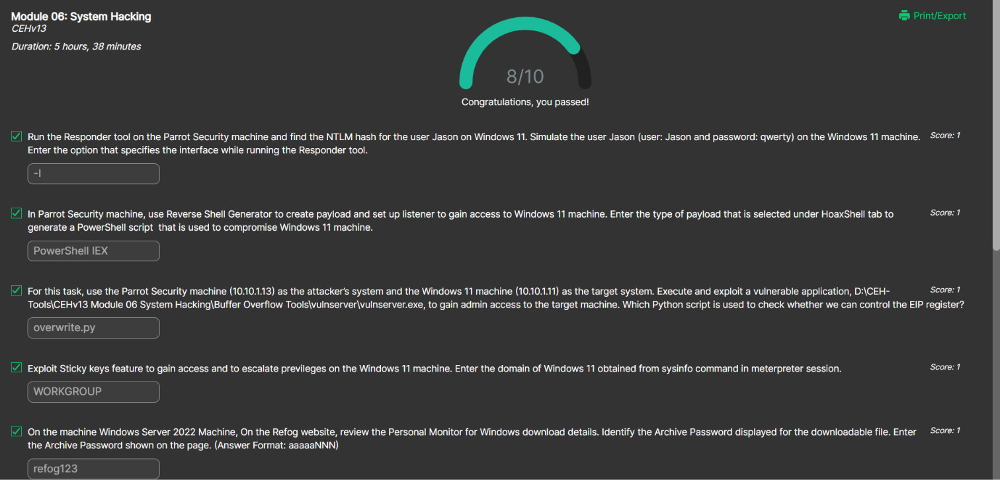 Module 06: System Hacking
CEHv13
Duration: 5 hours, 38 minutes
Print/Export
8/10
Congratulations, you passed!
Run the Responder tool on the Parrot Security machine and find the NTLM hash for the user Jason on Windows 11. Simulate the user Jason (user: Jason and password: qwerty) on the Windows 11 machine.
Score: 1
Enter the option that specifies the interface while running the Responder tool.
-I
In Parrot Security machine, use Reverse Shell Generator to create payload and set up listener to gain access to Windows 11 machine. Enter the type of payload that is selected under HoaxShell tab to
Score: 1
generate a PowerShell script  that is used to compromise Windows 11 machine.
PowerShell IEX
For this task, use the Parrot Security machine (10.10.1.13) as the attacker’s system and the Windows 11 machine (10.10.1.11) as the target system. Execute and exploit a vulnerable application, D:\CEH-
Score: 1
Tools\CEHv13 Module 06 System Hacking\Buffer Overflow Tools\vulnserver\vulnserver.exe, to gain admin access to the target machine. Which Python script is used to check whether we can control the EIP register?
overwrite.py
Exploit Sticky keys feature to gain access and to escalate previleges on the Windows 11 machine. Enter the domain of Windows 11 obtained from sysinfo command in meterpreter session.
Score: 1
WORKGROUP
On the machine Windows Server 2022 Machine, On the Refog website, review the Personal Monitor for Windows download details. Identify the Archive Password displayed for the downloadable file. Enter
Score: 1
the Archive Password shown on the page. (Answer Format: aaaaaNNN)
refog123